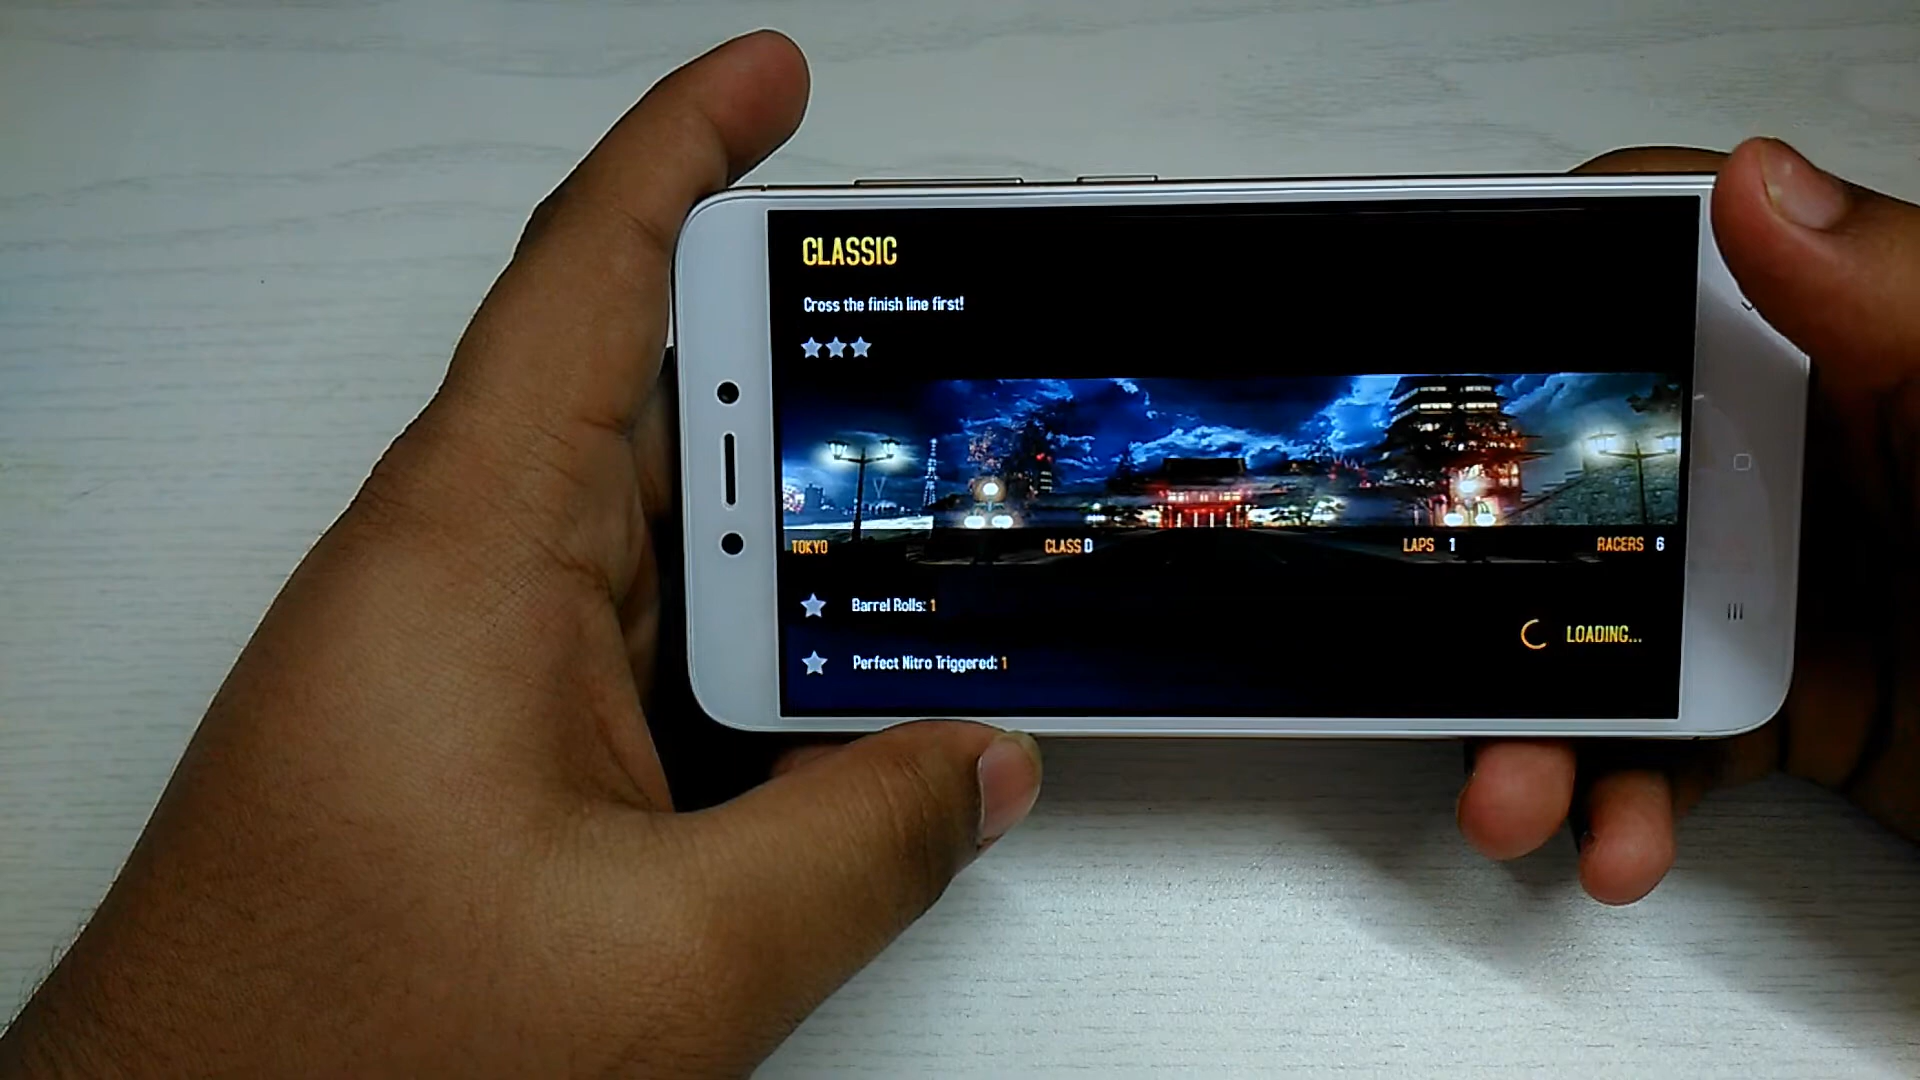 CLASSIC
Cross the finish line first!
TOKYO CLASS D LAPS 1 RACERS 6
Barrel Rolls: 1
LOADING...
Perfect Nitro Triggered: 1